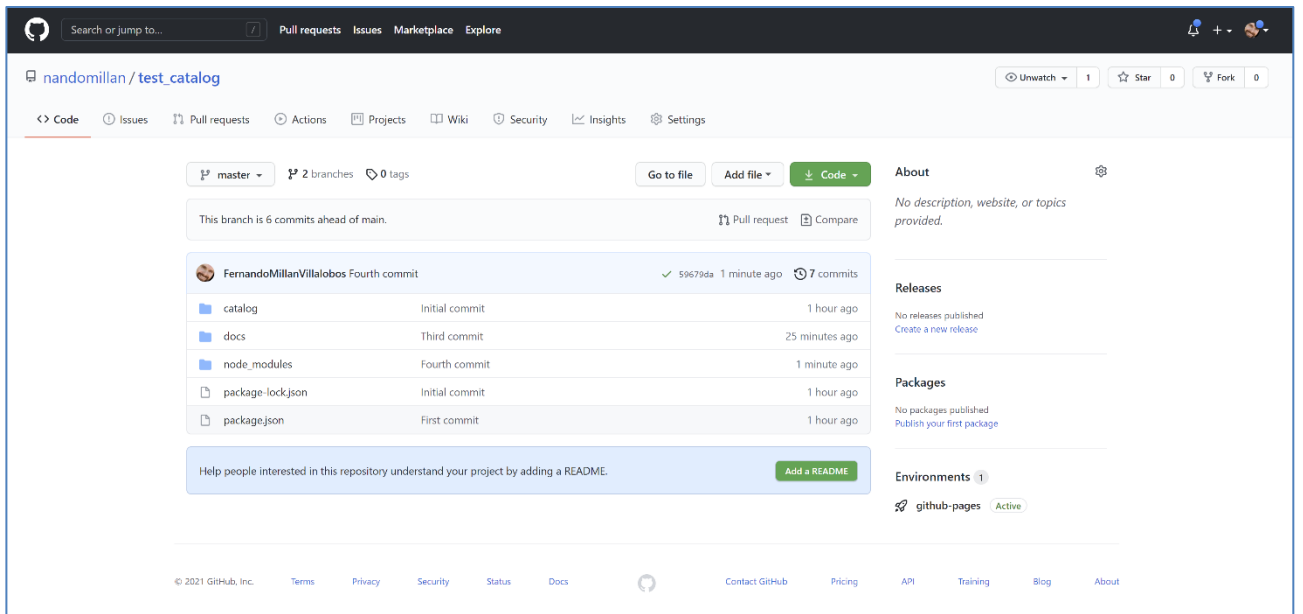 Search or jump to... /
Pull requests Issues Marketplace Explore
nandomillan / test_catalog
Unwatch 1 Star 0 Fork 0
Code Issues Pull requests Actions Projects Wiki Security Insights Settings
master 2 branches 0 tags Go to file Add file Code
This branch is 6 commits ahead of main. Pull request Compare
FernandoMillanVillalobos Fourth commit 59679da 1 minute ago 7 commits
catalog Initial commit 1 hour ago
docs Third commit 25 minutes ago
node_modules Fourth commit 1 minute ago
package-lock.json Initial commit 1 hour ago
package.json First commit 1 hour ago
Help people interested in this repository understand your project by adding a README. Add a README
About
No description, website, or topics
provided.
Releases
No releases published
Create a new release
Packages
No packages published
Publish your first package
Environments 1
github-pages Active
© 2021 GitHub, Inc. Terms Privacy Security Status Docs Contact GitHub Pricing API Training Blog About